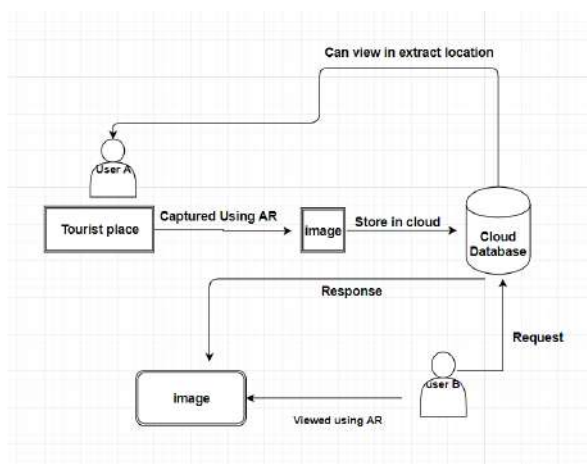 Can view in extract location
User A
Tourist place
Captured Using AR
image
Store in cloud
Cloud
Database
Response
Request
image
user B
Viewed using AR